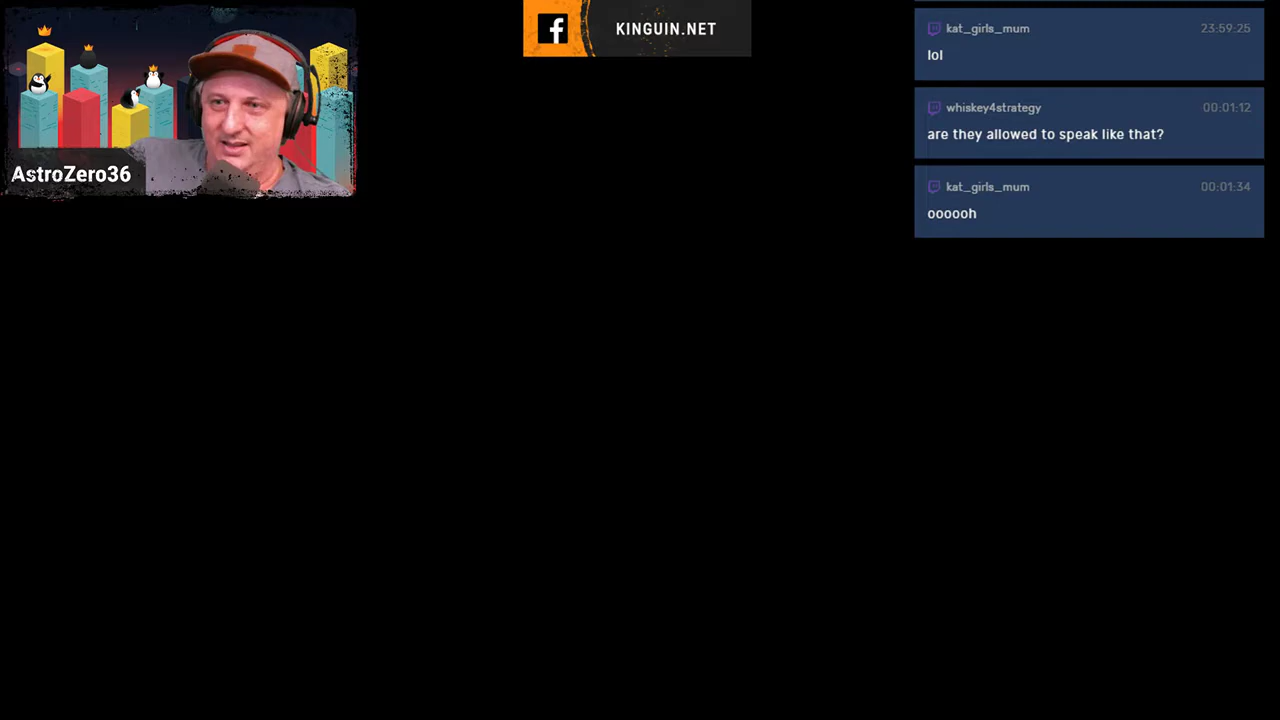 AstroZero36
f
KINGUIN.NET
kat_girls_mum 23:59:25
lol
whiskey4strategy 00:01:12
are they allowed to speak like that?
kat_girls_mum 00:01:34
oooooh